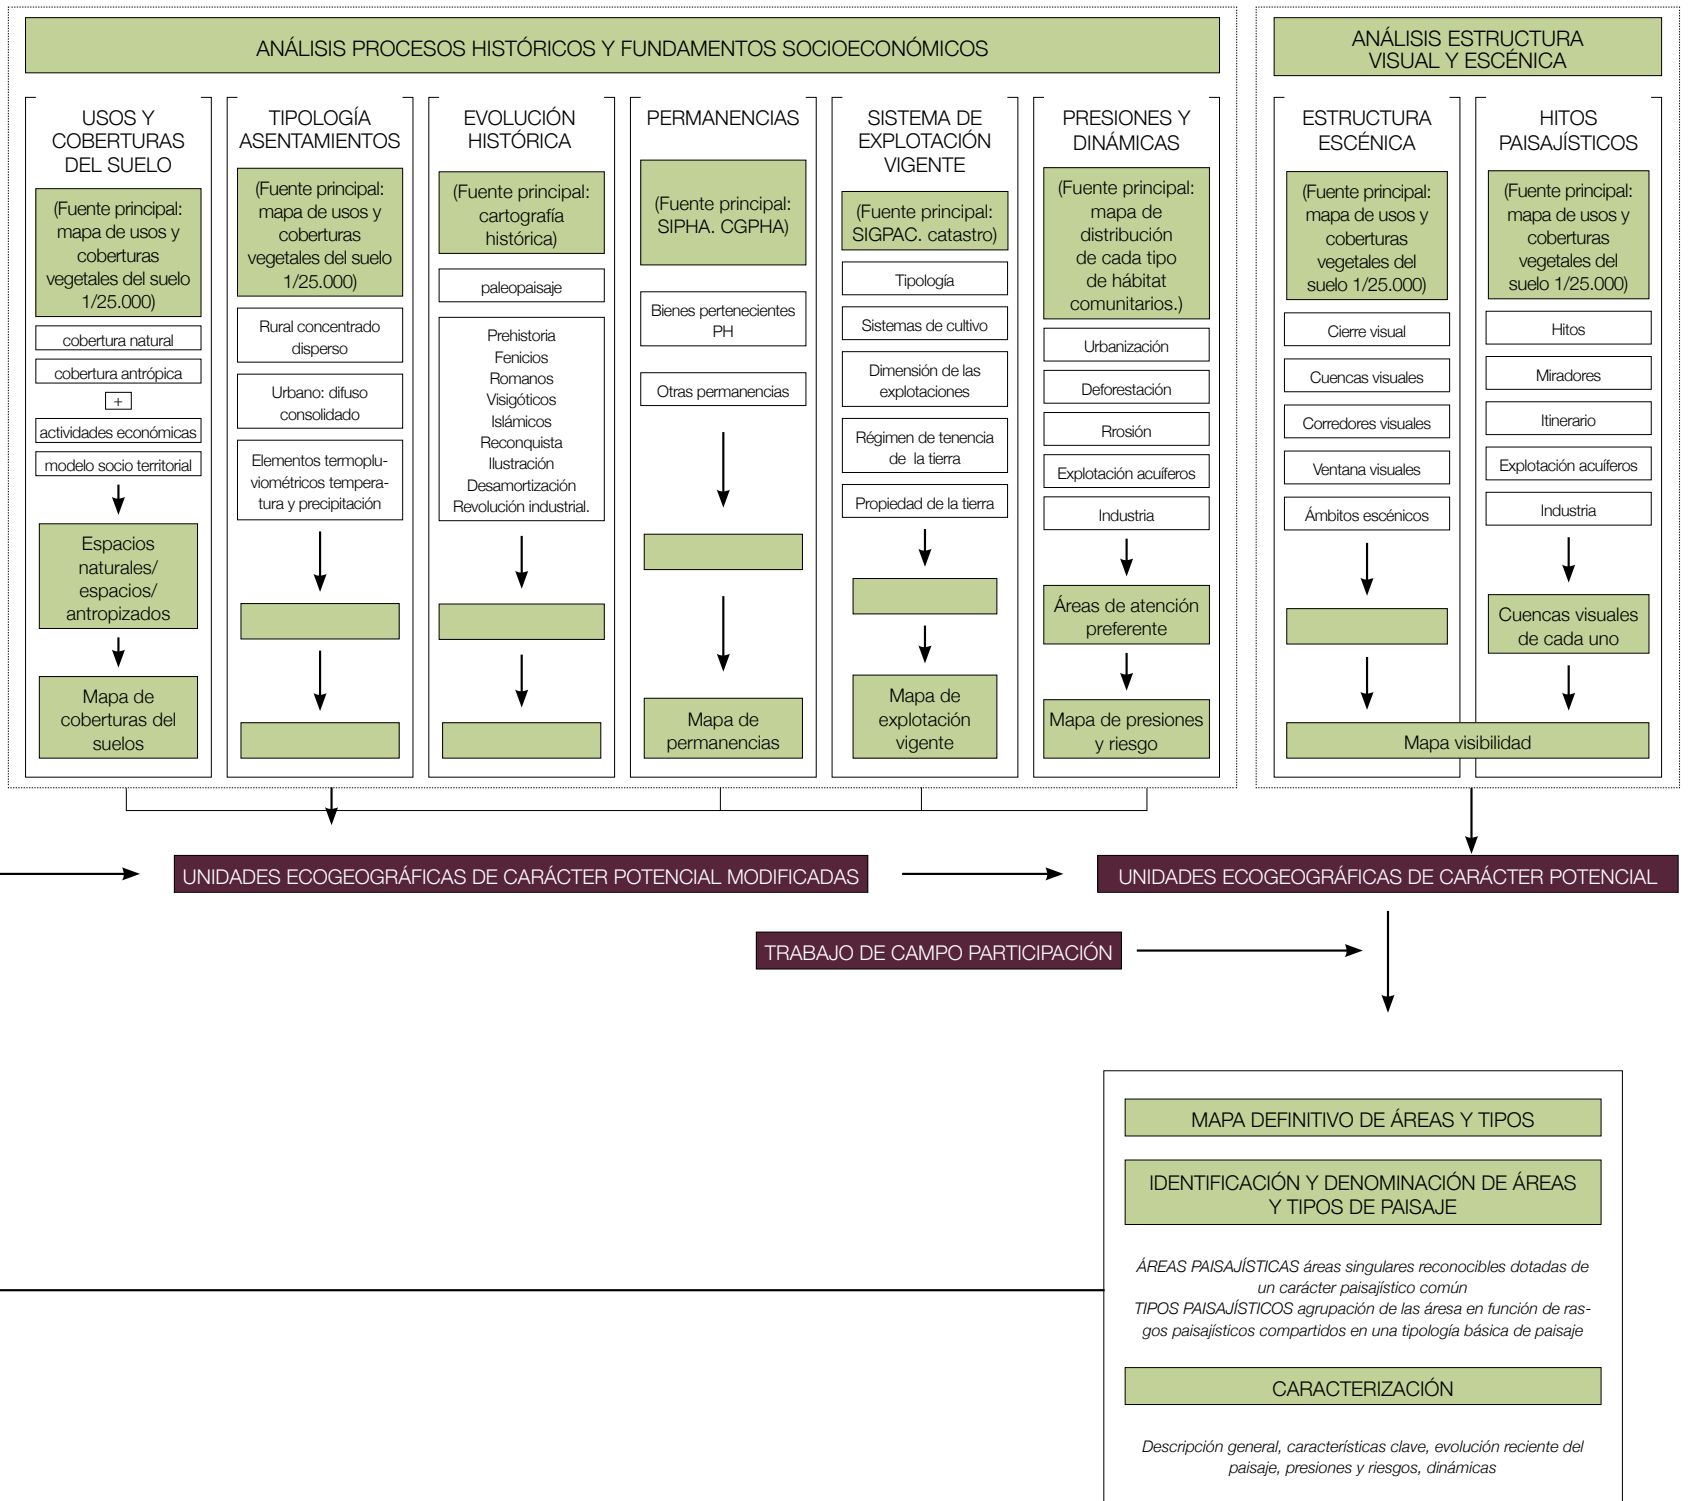 ANÁLISIS PROCESOS HISTÓRICOS Y FUNDAMENTOS SOCIOECONÓMICOS
USOS Y
COBERTURAS
DEL SUELO
(Fuente principal:
mapa de usos y
coberturas
vegetales del suelo
1/25.000)
cobertura natural
cobertura antrópica
+
actividades económicas
modelo socio territorial
Espacios
naturales/
espacios/
antropizados
Mapa de
coberturas del
suelos
TIPOLOGÍA
ASENTAMIENTOS
(Fuente principal:
mapa de usos y
coberturas
vegetales del suelo
1/25.000)
Rural concentrado
disperso
Urbano: difuso
consolidado
Elementos termoplu-
viométricos tempera-
tura y precipitación
EVOLUCIÓN
HISTÓRICA
(Fuente principal:
cartografía
histórica)
paleopaisaje
Prehistoria
Fenicios
Romanos
Visigóticos
Islámicos
Reconquista
Ilustración
Desamortización
Revolución industrial.
PERMANENCIAS
(Fuente principal:
SIPHA. CGPHA)
Bienes pertenecientes
PH
Otras permanencias
Mapa de
permanencias
SISTEMA DE
EXPLOTACIÓN
VIGENTE
(Fuente principal:
SIGPAC. catastro)
Tipología
Sistemas de cultivo
Dimensión de las
explotaciones
Régimen de tenencia
de la tierra
Propiedad de la tierra
Mapa de
explotación
vigente
PRESIONES Y
DINÁMICAS
(Fuente principal:
mapa de
distribución
de cada tipo
de hábitat
comunitarios.)
Urbanización
Deforestación
Rrosión
Explotación acuíferos
Industria
Áreas de atención
preferente
Mapa de presiones
y riesgo
ANÁLISIS ESTRUCTURA
VISUAL Y ESCÉNICA
ESTRUCTURA
ESCÉNICA
(Fuente principal:
mapa de usos y
coberturas
vegetales del
suelo 1/25.000)
Cierre visual
Cuencas visuales
Corredores visuales
Ventana visuales
Ámbitos escénicos
HITOS
PAISAJÍSTICOS
(Fuente principal:
mapa de usos y
coberturas
vegetales del
suelo 1/25.000)
Hitos
Miradores
Itinerario
Explotación acuíferos
Industria
Cuencas visuales
de cada uno
Mapa visibilidad
UNIDADES ECOGEOGRÁFICAS DE CARÁCTER POTENCIAL MODIFICADAS
UNIDADES ECOGEOGRÁFICAS DE CARÁCTER POTENCIAL
TRABAJO DE CAMPO PARTICIPACIÓN
MAPA DEFINITIVO DE ÁREAS Y TIPOS
IDENTIFICACIÓN Y DENOMINACIÓN DE ÁREAS
Y TIPOS DE PAISAJE
ÁREAS PAISAJÍSTICAS áreas singulares reconocibles dotadas de
un carácter paisajístico común
TIPOS PAISAJÍSTICOS agrupación de las áresa en función de ras-
gos paisajísticos compartidos en una tipología básica de paisaje
CARACTERIZACIÓN
Descripción general, características clave, evolución reciente del
paisaje, presiones y riesgos, dinámicas